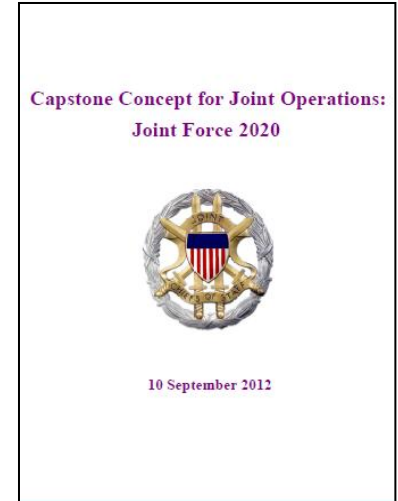 Capstone Concept for Joint Operations:
Joint Force 2020
JOINT
CHIEFS OF STAFF
10 September 2012